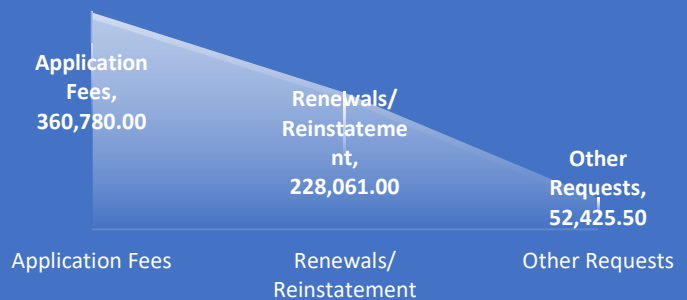 Application
Fees,
360,780.00
Renewals/
Reinstateme
nt,
228,061.00
Other
Requests,
52,425.50
Application Fees
Renewals/
Reinstatement
Other Requests